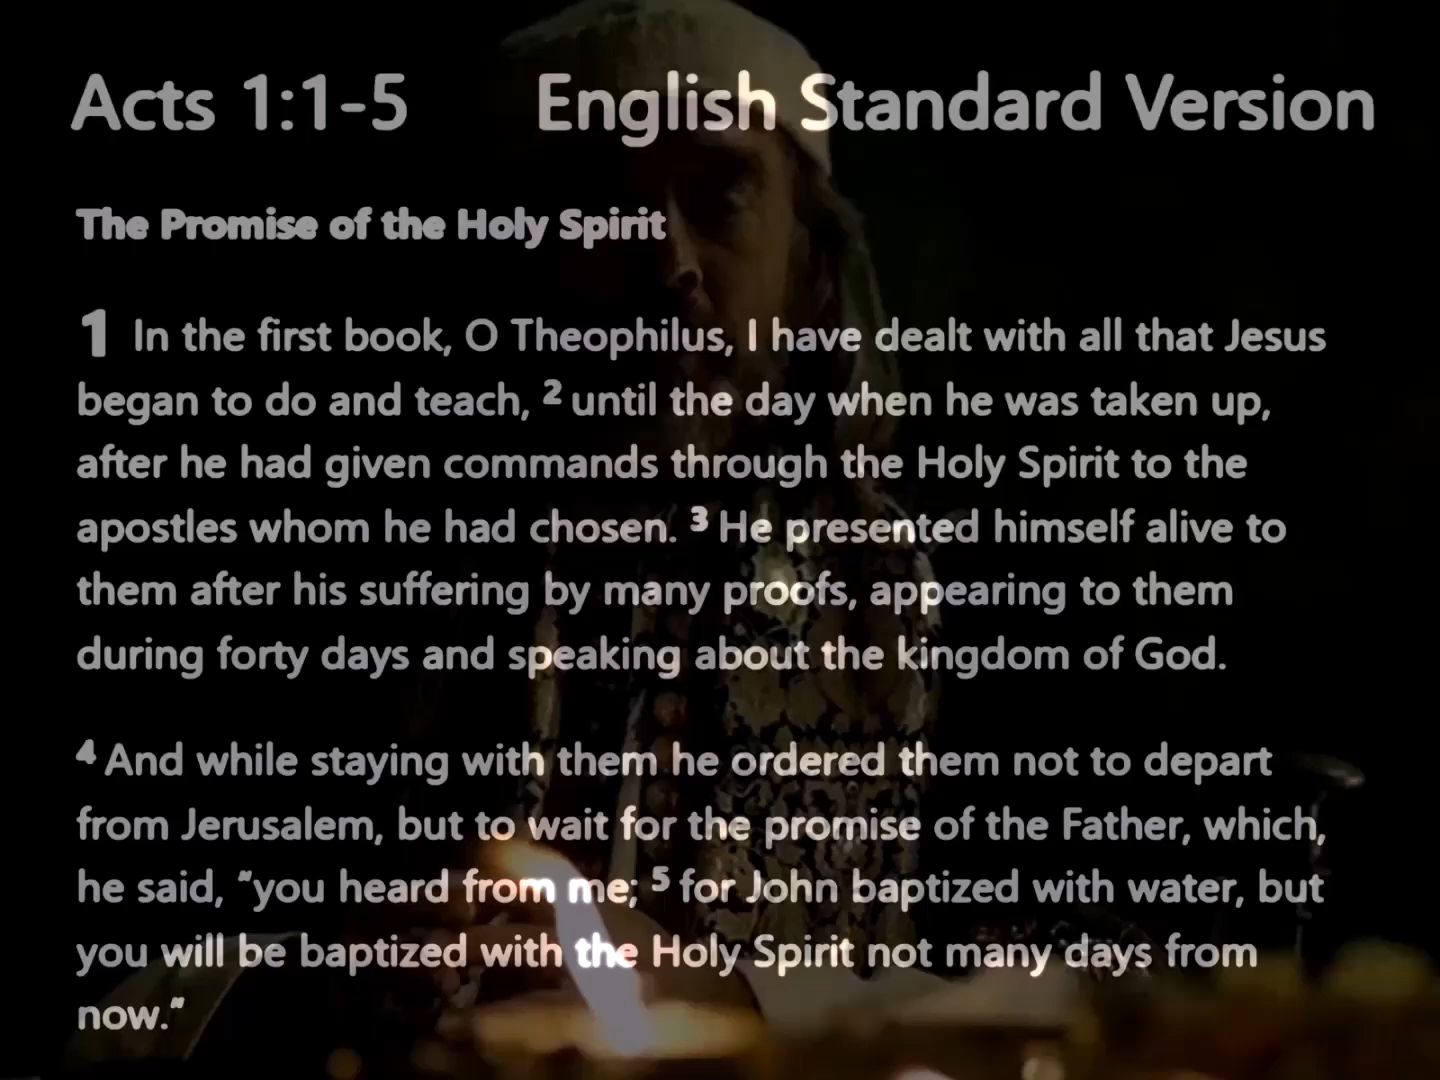 Acts 1:1-5 English Standard Version
The Promise of the Holy Spirit
1 In the first book, O Theophilus, I have dealt with all that Jesus
began to do and teach, 2 until the day when he was taken up,
after he had given commands through the Holy Spirit to the
apostles whom he had chosen. 3 He presented himself alive to
them after his suffering by many proofs, appearing to them
during forty days and speaking about the kingdom of God.
4 And while staying with them he ordered them not to depart
from Jerusalem, but to wait for the promise of the Father, which,
he said, "you heard from me; 5 for John baptized with water, but
you will be baptized with the Holy Spirit not many days from
now."